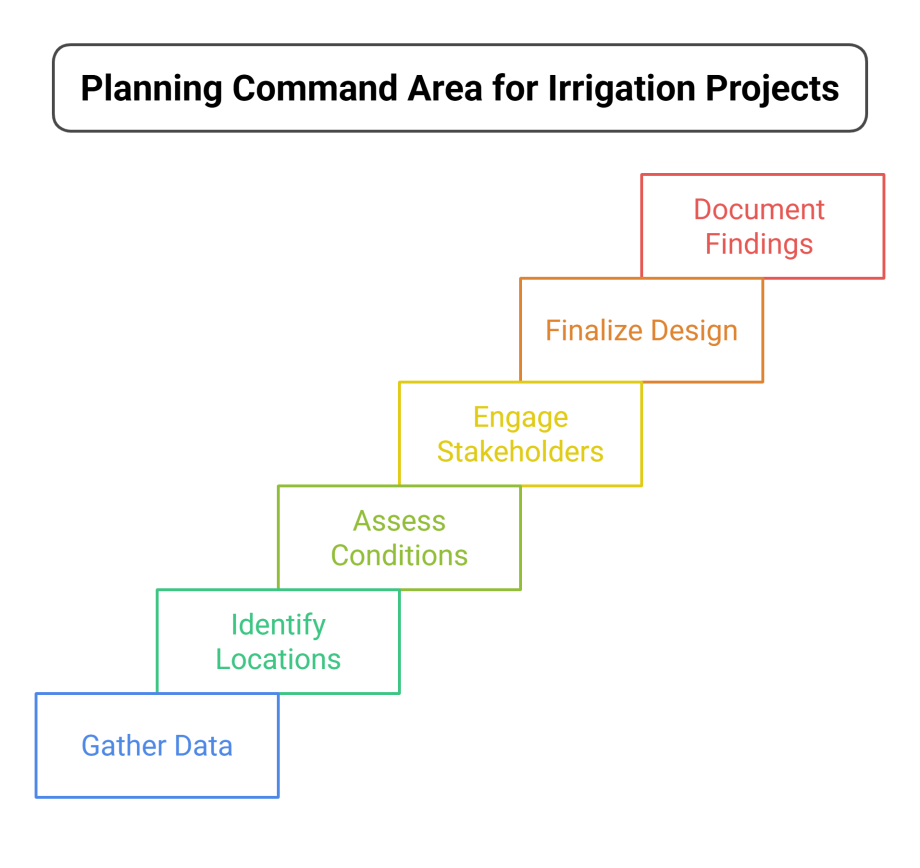 Planning Command Area for Irrigation Projects
Document
Findings
Finalize Design
Engage
Stakeholders
Assess
Conditions
Identify
Locations
Gather Data